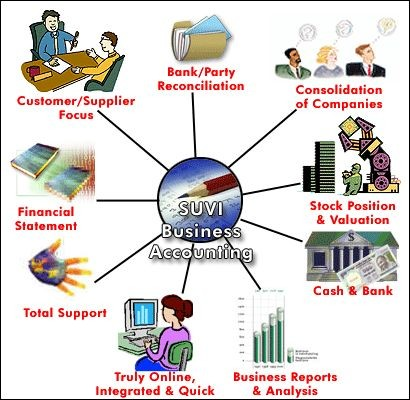 Bank/Party
Reconciliation
Customer/Supplier
Focus
Consolidation
of Companies
Financial
Statement
Stock Position
& Valuation
SUVI
Business
Accounting
$
Cash & Bank
Total Support
Truly Online,
Integrated & Quick
Business Reports
& Analysis